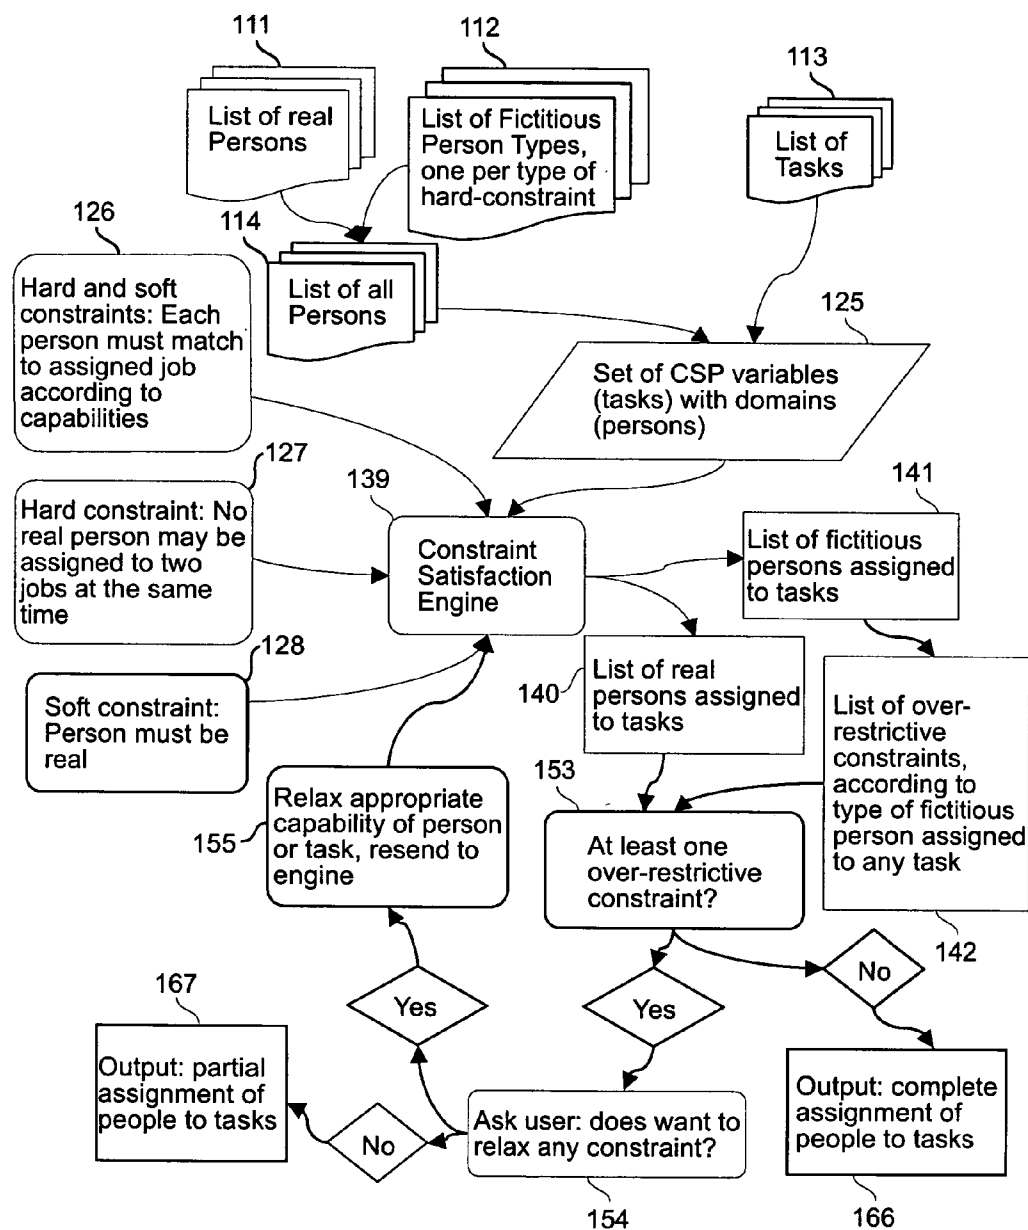 111
112
113
List of real
Persons
List of Fictitious
Person Types,
one per type of
hard-constraint
List of
Tasks
126
114
Hard and soft
constraints: Each
person must match
to assigned job
according to
capabilities
List of all
Persons
125
Set of CSP variables
(tasks) with domains
(persons)
127
139
141
Hard constraint: No
real person may be
assigned to two
jobs at the same
time
Constraint
Satisfaction
Engine
List of fictitious
persons assigned
to tasks
128
Soft constraint:
Person must be
real
140
List of real
persons assigned
to tasks
List of over-
restrictive
constraints,
according to
type of fictitious
person assigned
to any task
153
155
Relax appropriate
capability of person
or task, resend to
engine
At least one
over-restrictive
constraint?
142
No
167
Yes
Yes
Output: partial
assignment of
people to tasks
No
Ask user: does want to
relax any constraint?
Output: complete
assignment of
people to tasks
154
166